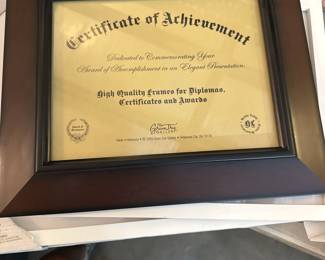 Certificate of Achievement
Dedicated to Commemorating Your
Award of Accomplishment in an Elegant Presentation.
High Quality Frames for Diplomas,
Certificates and Awards